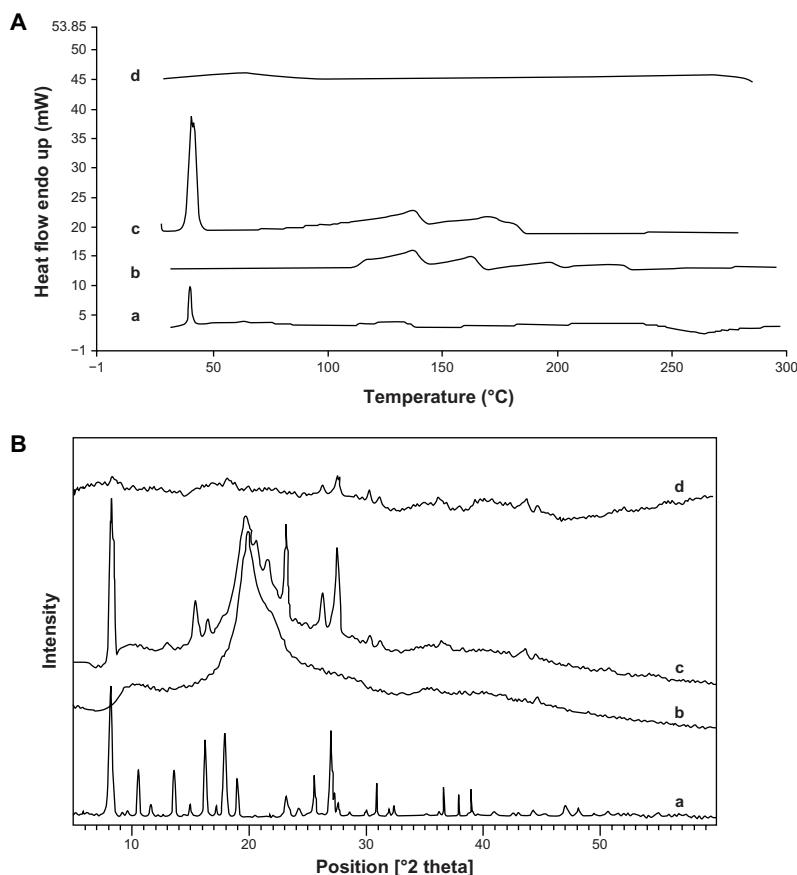 A
53.85
50
45
40
35
30
25
20
15
10
5
−1
Heat flow endo up (mW)
d
c
b
a
−1
50
100
150
200
250
300
Temperature (°C)
B
Intensity
d
c
b
a
10
20
30
40
50
Position [°2 theta]